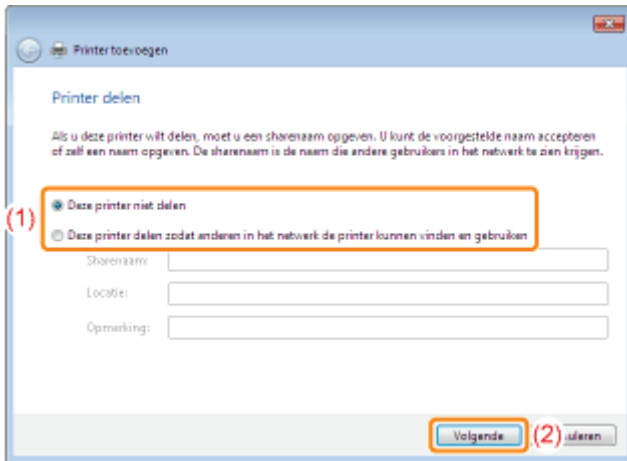 Printer toevoegen
Printer delen
Als u deze printer wilt delen, moet u een sharenaam opgeven. U kunt de voorgestelde naam accepteren
of zelf een naam opgeven. De sharenaam is de naam die andere gebruikers in het netwerk te zien krijgen.
(1)
Deze printer niet delen
Deze printer delen zodat anderen in het netwerk de printer kunnen vinden en gebruiken
Sharenaam:
Locatie:
Opmerking:
Volgende (2) uleren